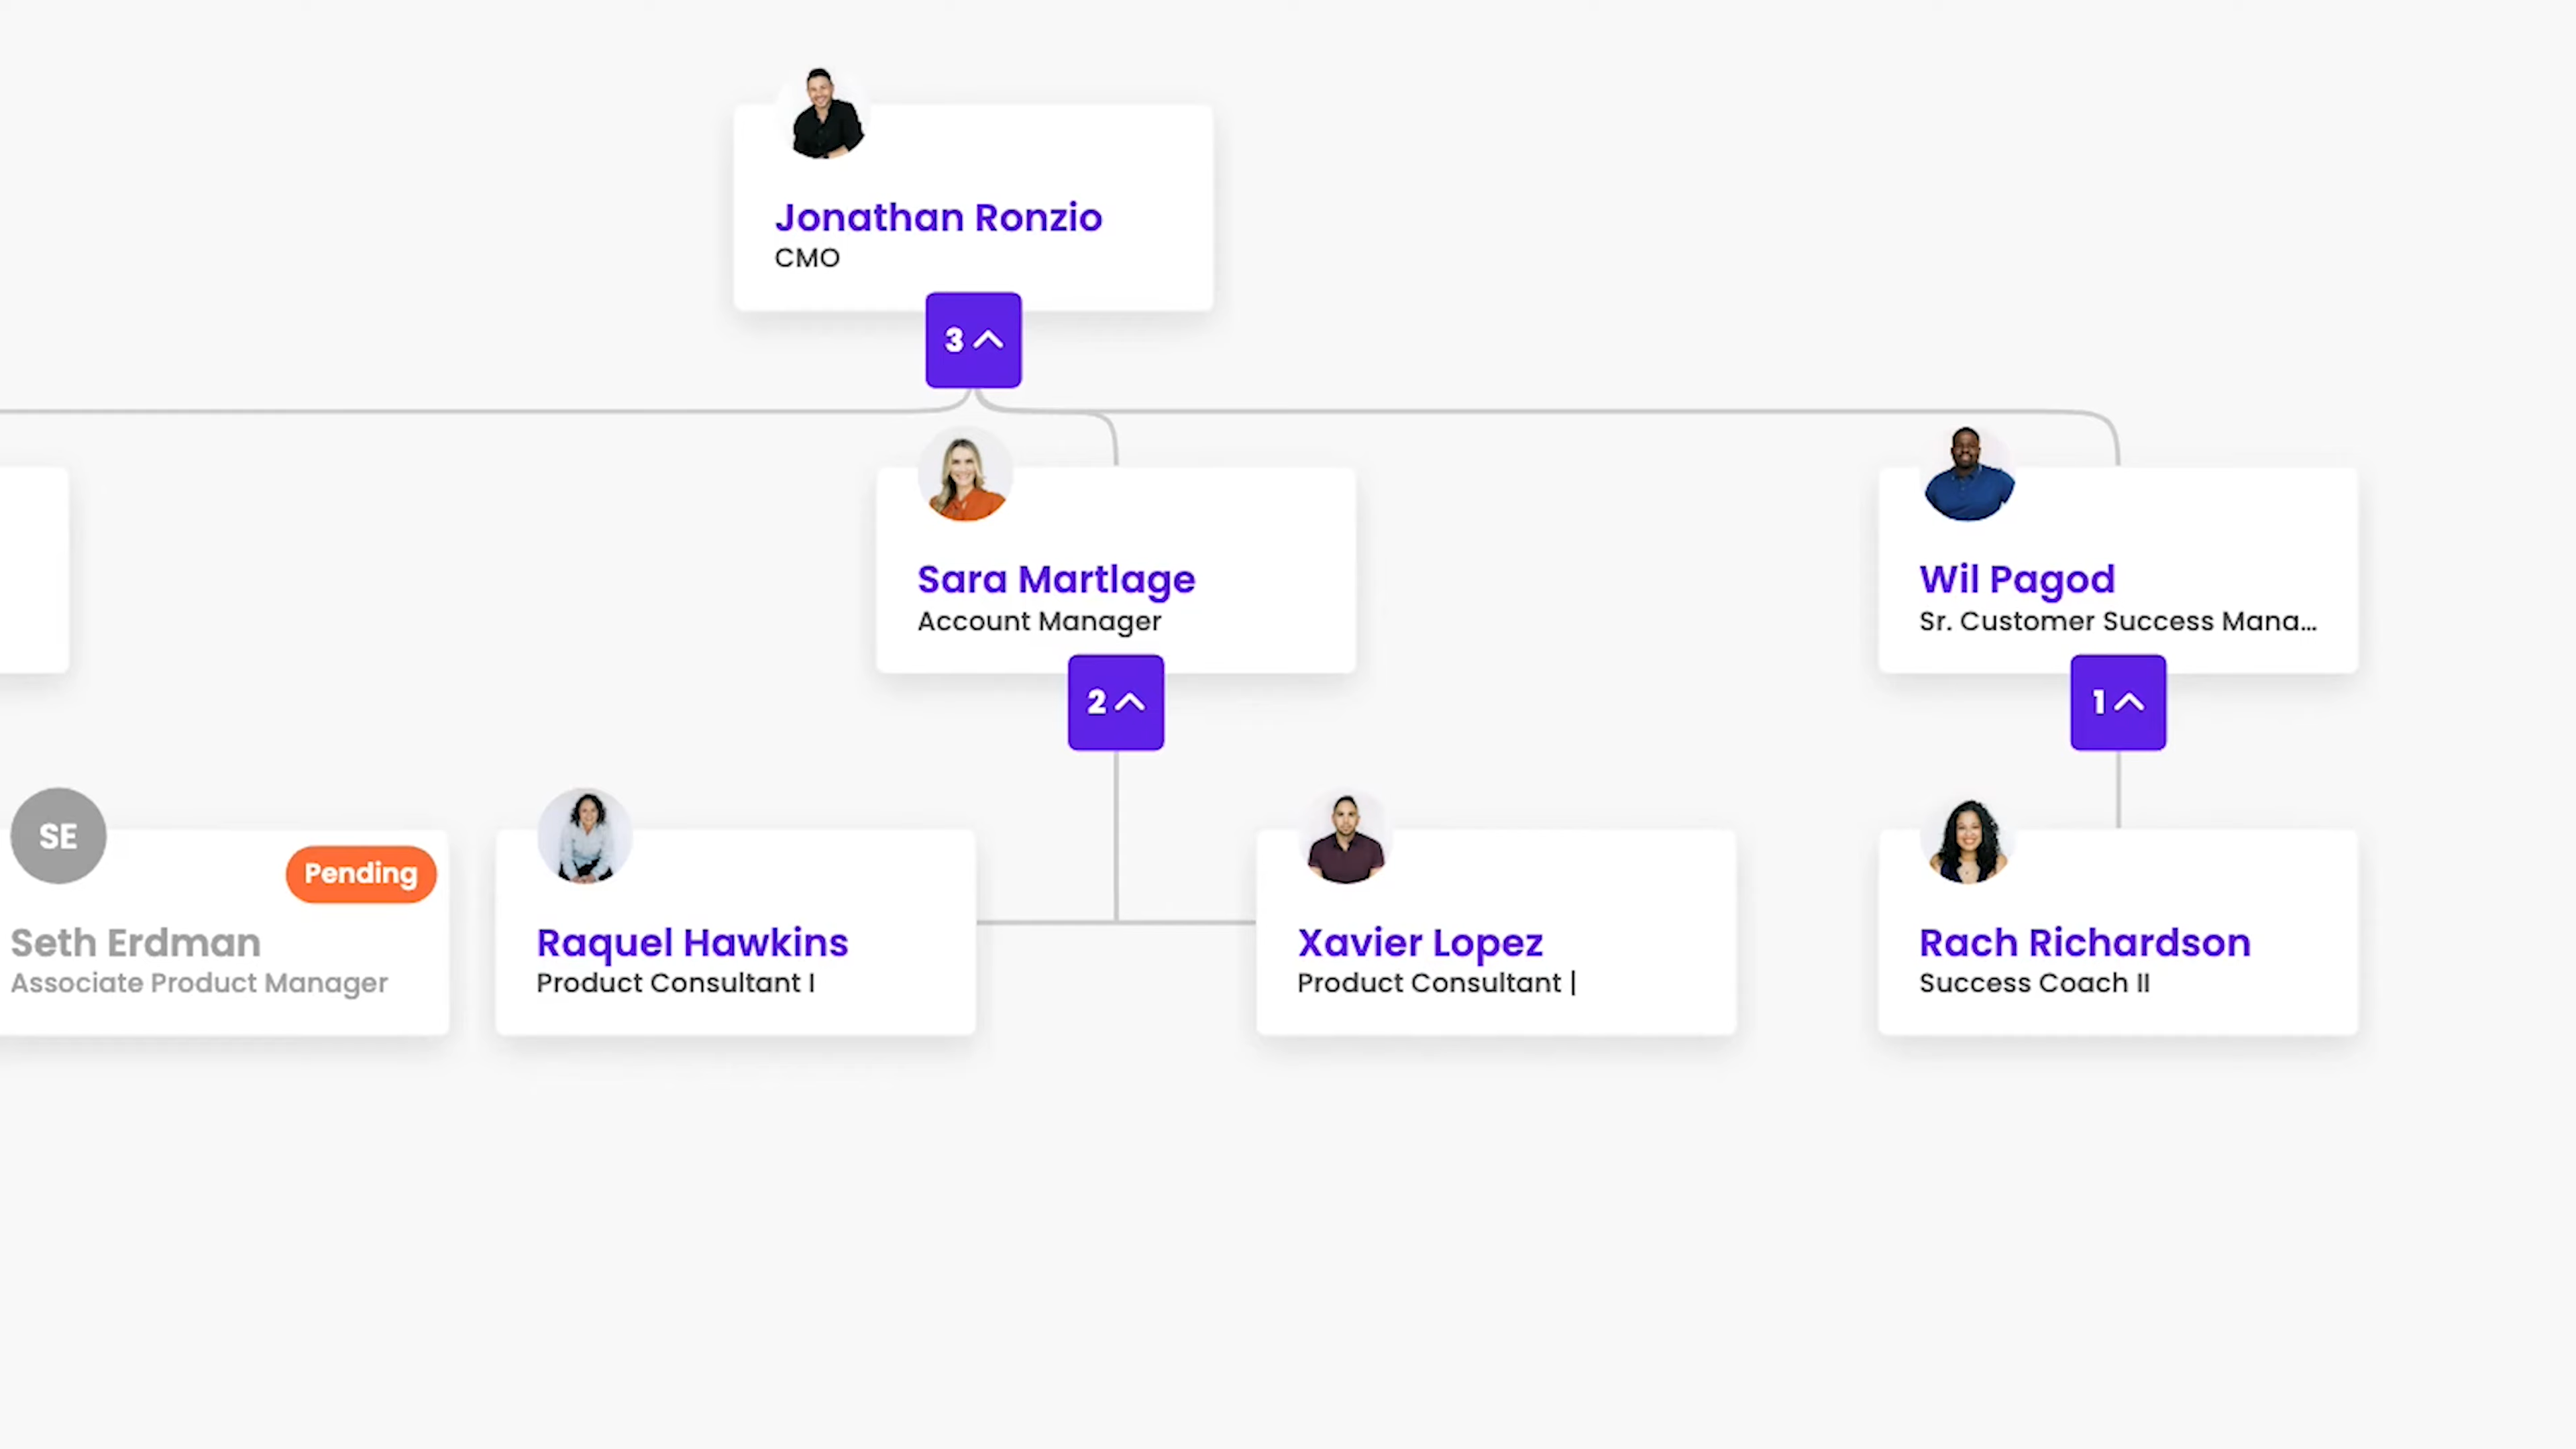 Jonathan Ronzio
CMO
3
Sara Martlage
Account Manager
2
Wil Pagod
Sr. Customer Success Mana...
1
SE
Pending
Seth Erdman
Associate Product Manager
Raquel Hawkins
Product Consultant I
Xavier Lopez
Product Consultant |
Rach Richardson
Success Coach II